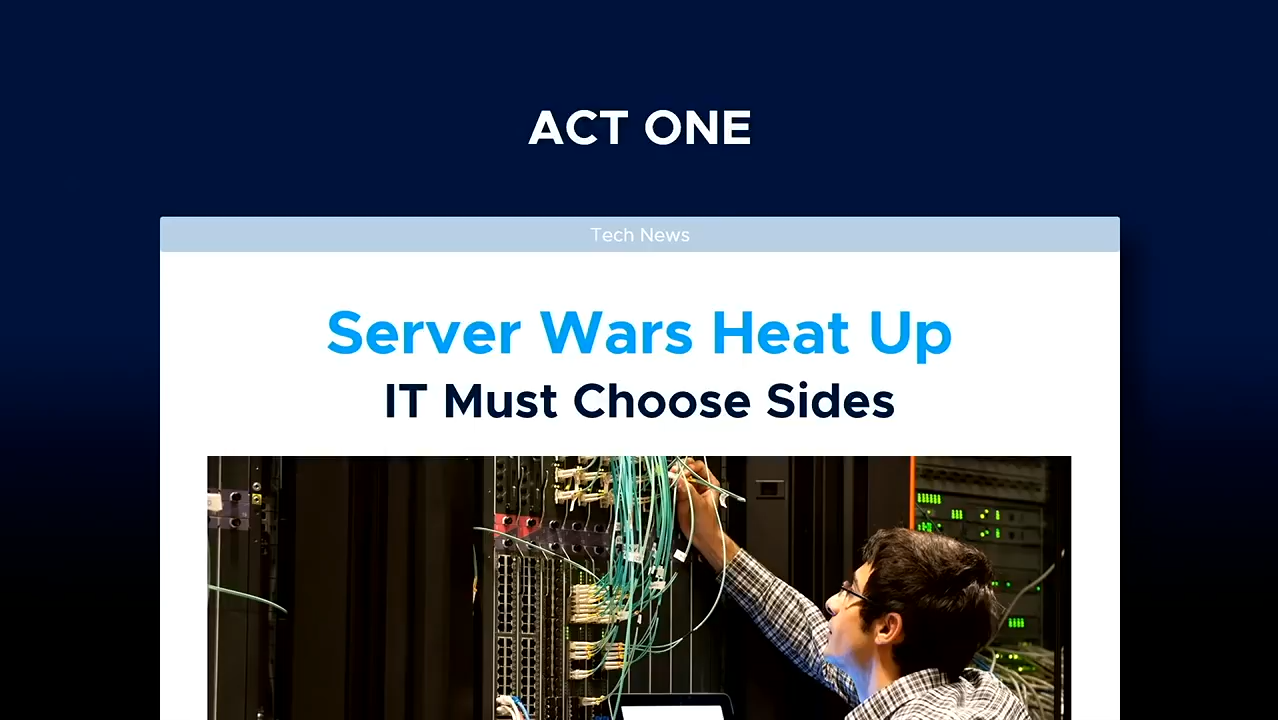 ACT ONE
Tech News
Server Wars Heat Up
IT Must Choose Sides